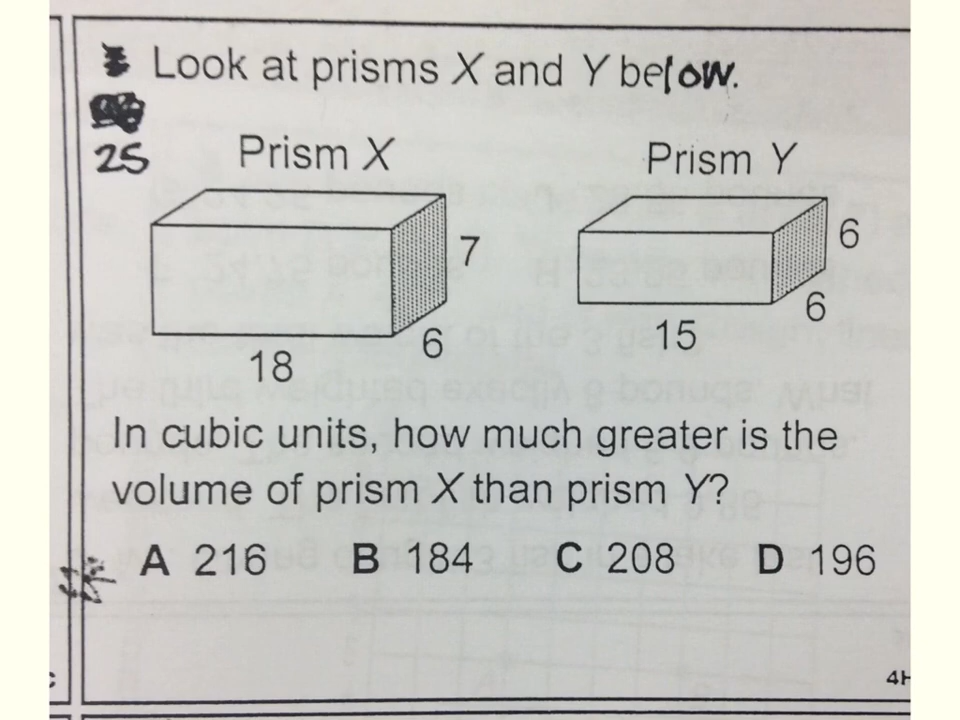 Look at prisms X and Y below.
25
Prism X
Prism Y
7
6
18
6
6
15
In cubic units, how much greater is the
volume of prism X than prism Y?
A 216 B 184 C 208 D 196
4H